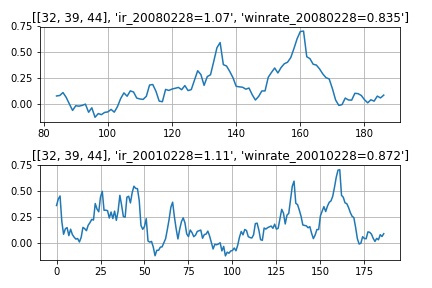 [[32, 39, 44], 'ir_20080228=1.07', 'winrate_20080228=0.835']
0.75
0.50
0.25
0.00
80 100 120 140 160 180
[[32, 39, 44], 'ir_20010228=1.11', 'winrate_20010228=0.872']
0.75
0.50
0.25
0.00
0 25 50 75 100 125 150 175